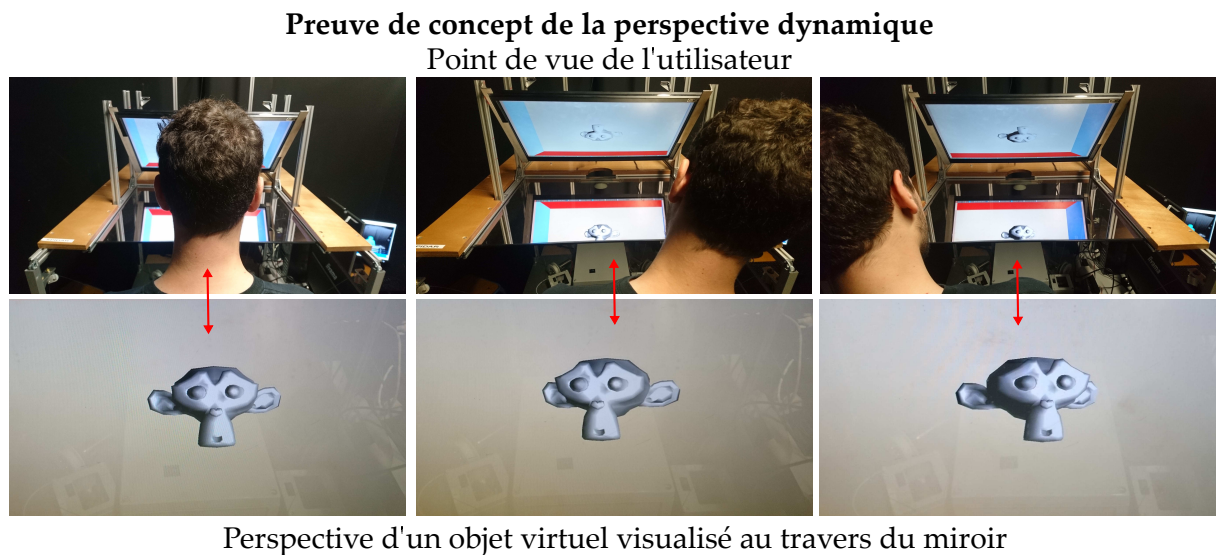 Preuve de concept de la perspective dynamique
Point de vue de l'utilisateur
Perspective d'un objet virtuel visualisé au travers du miroir